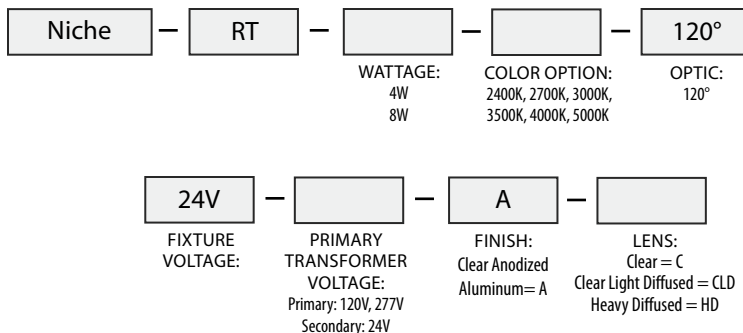 Niche — RT — — — 120°
WATTAGE:
4W
8W
COLOR OPTION:
2400K, 2700K, 3000K,
3500K, 4000K, 5000K
OPTIC:
120°
24V — — A —
FIXTURE
VOLTAGE:
PRIMARY
TRANSFORMER
VOLTAGE:
Primary: 120V, 277V
Secondary: 24V
FINISH:
Clear Anodized
Aluminum= A
LENS:
Clear = C
Clear Light Diffused = CLD
Heavy Diffused = HD